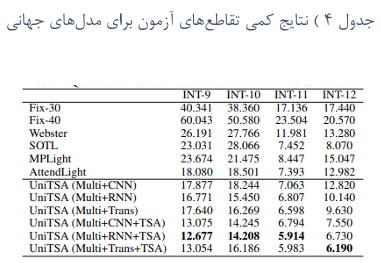 جدول ۴ ) نتایج کمی تقاطع‌های آزمون برای مدل‌های جهانی
INT-9 INT-10 INT-11 INT-12
Fix-30 40.341 38.360 17.136 17.440
Fix-40 60.043 50.580 23.504 20.570
Webster 26.191 27.766 11.981 13.280
SOTL 23.031 28.066 7.452 8.070
MPLight 23.674 21.475 8.447 15.047
AttendLight 18.080 18.501 7.393 12.982
UniTSA (Multi+CNN) 17.877 18.244 7.063 12.820
UniTSA (Multi+RNN) 16.771 15.450 6.807 10.140
UniTSA (Multi+Trans) 17.640 16.269 6.598 9.630
UniTSA (Multi+CNN+TSA) 13.075 14.245 6.794 7.550
UniTSA (Multi+RNN+TSA) 12.677 14.208 5.914 6.730
UniTSA (Multi+Trans+TSA) 13.054 16.186 5.983 6.190